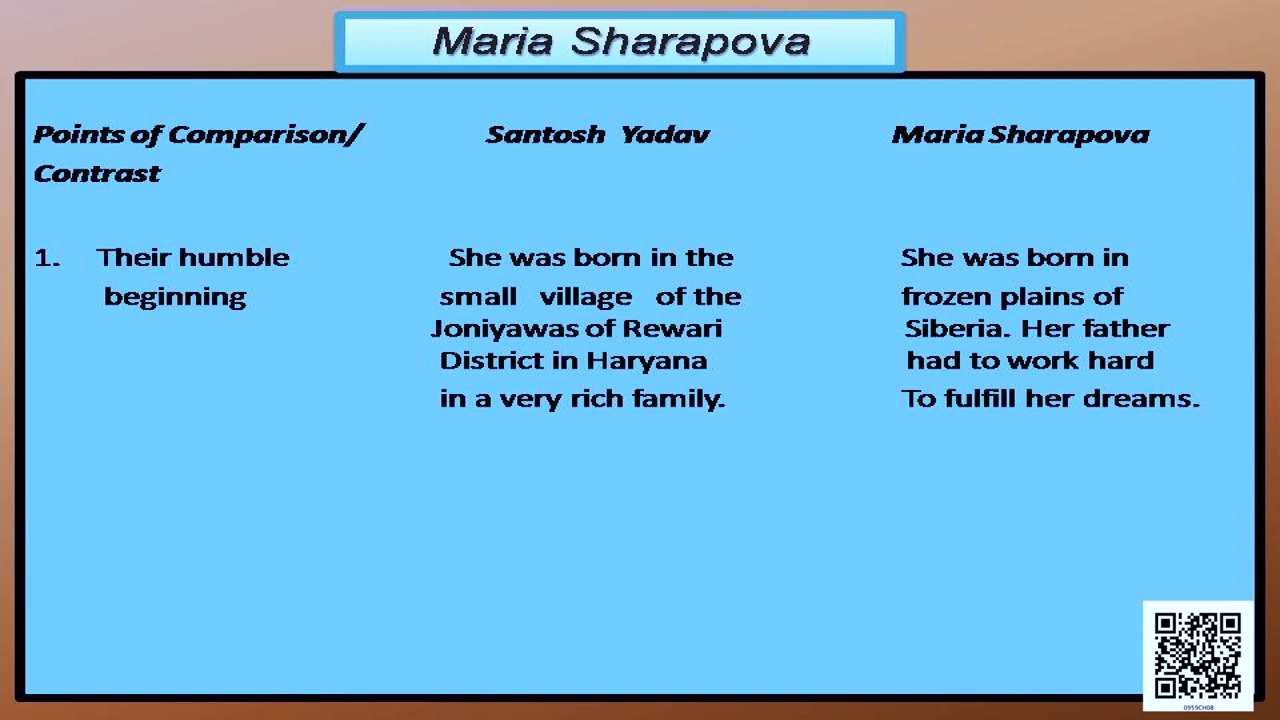 Maria Sharapova
Points of Comparison/ Santosh Yadav Maria Sharapova
Contrast
1. Their humble She was born in the She was born in
beginning small village of the frozen plains of
Joniyawas of Rewari Siberia. Her father
District in Haryana had to work hard
in a very rich family. To fulfill her dreams.
0959CH08